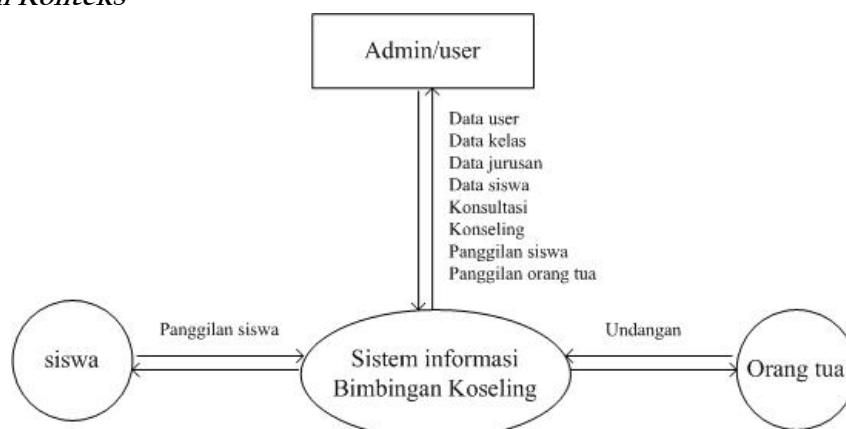 Konteks
Admin/user
Data user
Data kelas
Data jurusan
Data siswa
Konsultasi
Konseling
Panggilan siswa
Panggilan orang tua
Panggilan siswa
Undangan
siswa
Sistem informasi
Bimbingan Koseling
Orang tua